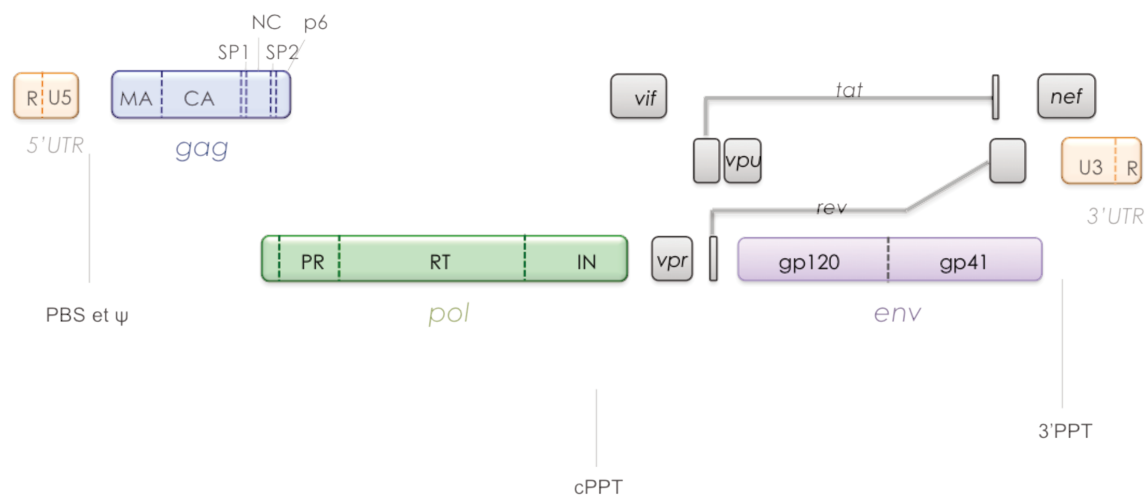 NC p6
SP1 SP2
R U5 MA CA vif tat nef
5'UTR gag vpu U3 R
rev 3'UTR
PR RT IN vpr gp120 gp41
PBS et ψ pol env
3'PPT
cPPT